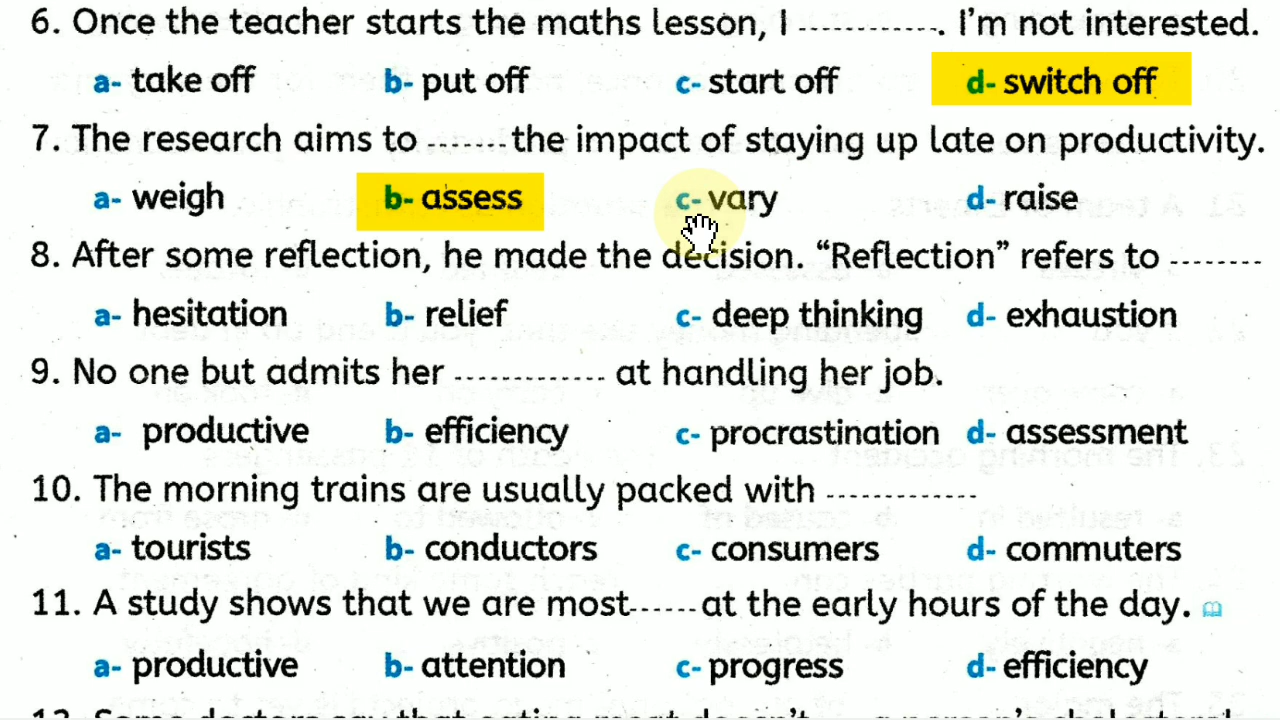 6. Once the teacher starts the maths lesson, I ------------. I'm not interested.
a- take off b- put off c- start off d- switch off
7. The research aims to ------- the impact of staying up late on productivity.
a- weigh b- assess c- vary d- raise
8. After some reflection, he made the decision. “Reflection” refers to --------
a- hesitation b- relief c- deep thinking d- exhaustion
9. No one but admits her ------------- at handling her job.
a- productive b- efficiency c- procrastination d- assessment
10. The morning trains are usually packed with -------------
a- tourists b- conductors c- consumers d- commuters
11. A study shows that we are most------ at the early hours of the day.
a- productive b- attention c- progress d- efficiency